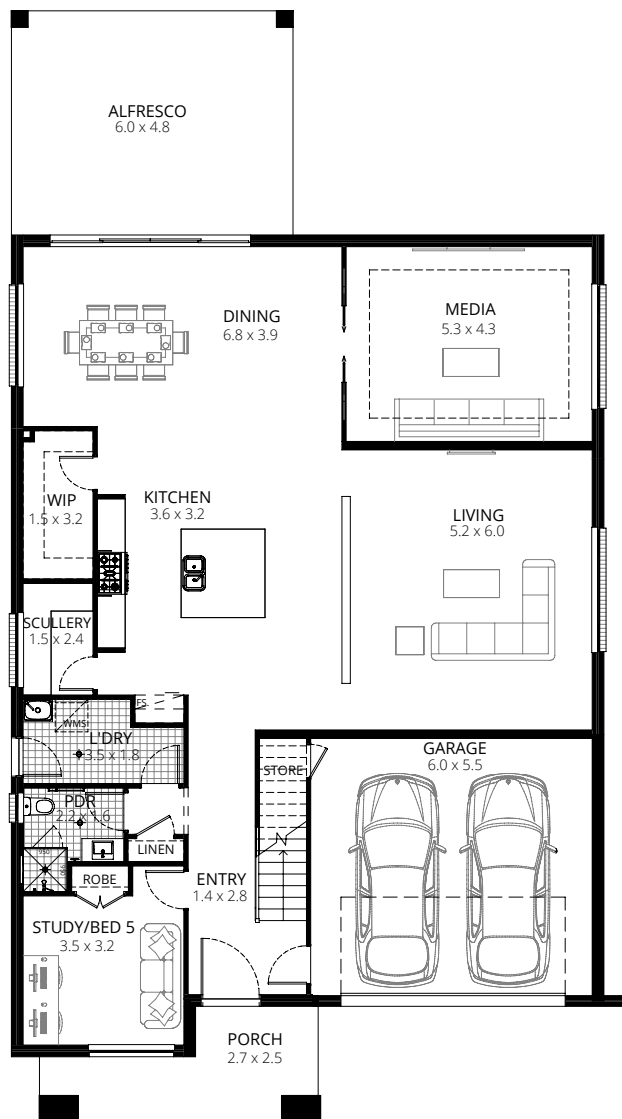 ALFRESCO
6.0 x 4.8
DINING
6.8 x 3.9
MEDIA
5.3 x 4.3
WIP
1.5 x 3.2
KITCHEN
3.6 x 3.2
LIVING
5.2 x 6.0
SCULLERY
1.5 x 2.4
FS
WMS
L'DRY
3.5 x 1.8
GARAGE
6.0 x 5.5
STORE
PDR
2.2 x 1.6
LINEN
950
900
ROBE
ENTRY
1.4 x 2.8
STUDY/BED 5
3.5 x 3.2
PORCH
2.7 x 2.5